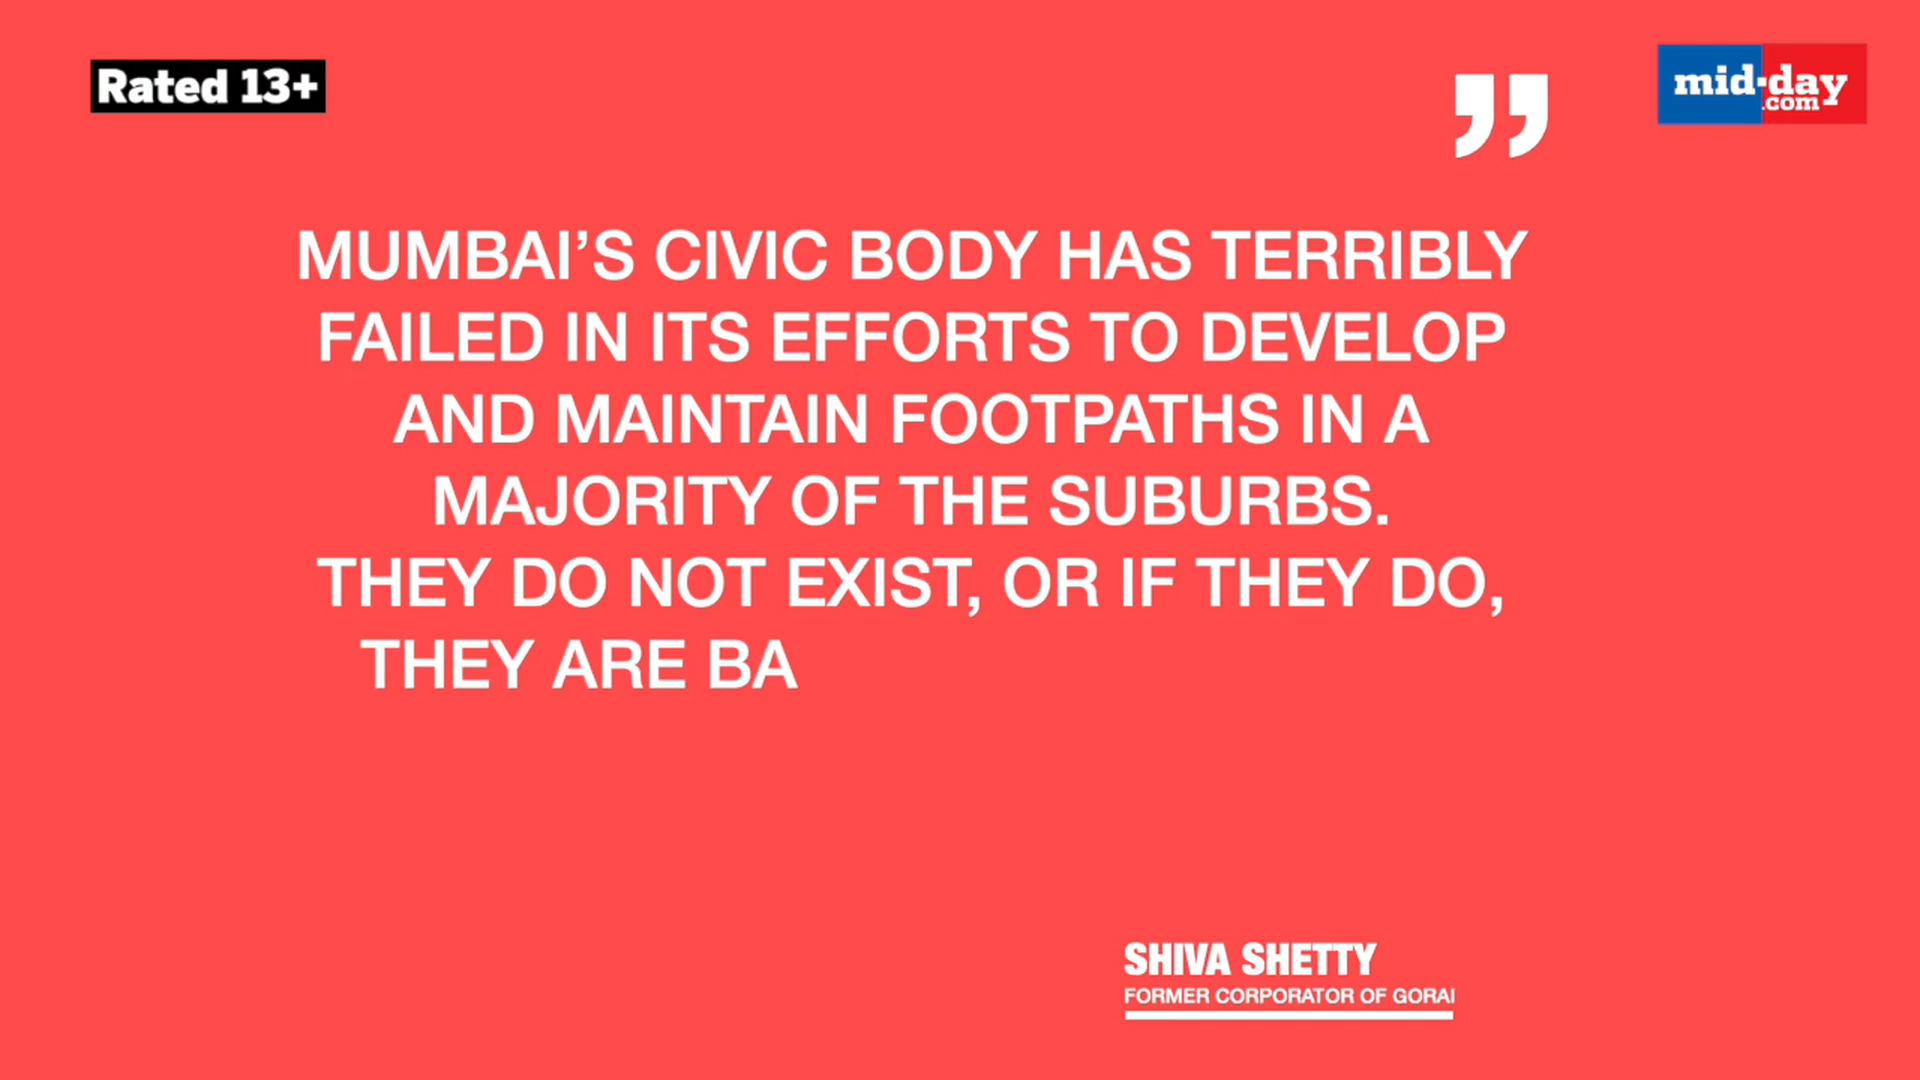 Rated 13+
mid-day
.com
”
MUMBAI’S CIVIC BODY HAS TERRIBLY
FAILED IN ITS EFFORTS TO DEVELOP
AND MAINTAIN FOOTPATHS IN A
MAJORITY OF THE SUBURBS.
THEY DO NOT EXIST, OR IF THEY DO,
THEY ARE BA
SHIVA SHETTY
FORMER CORPORATOR OF GORAI